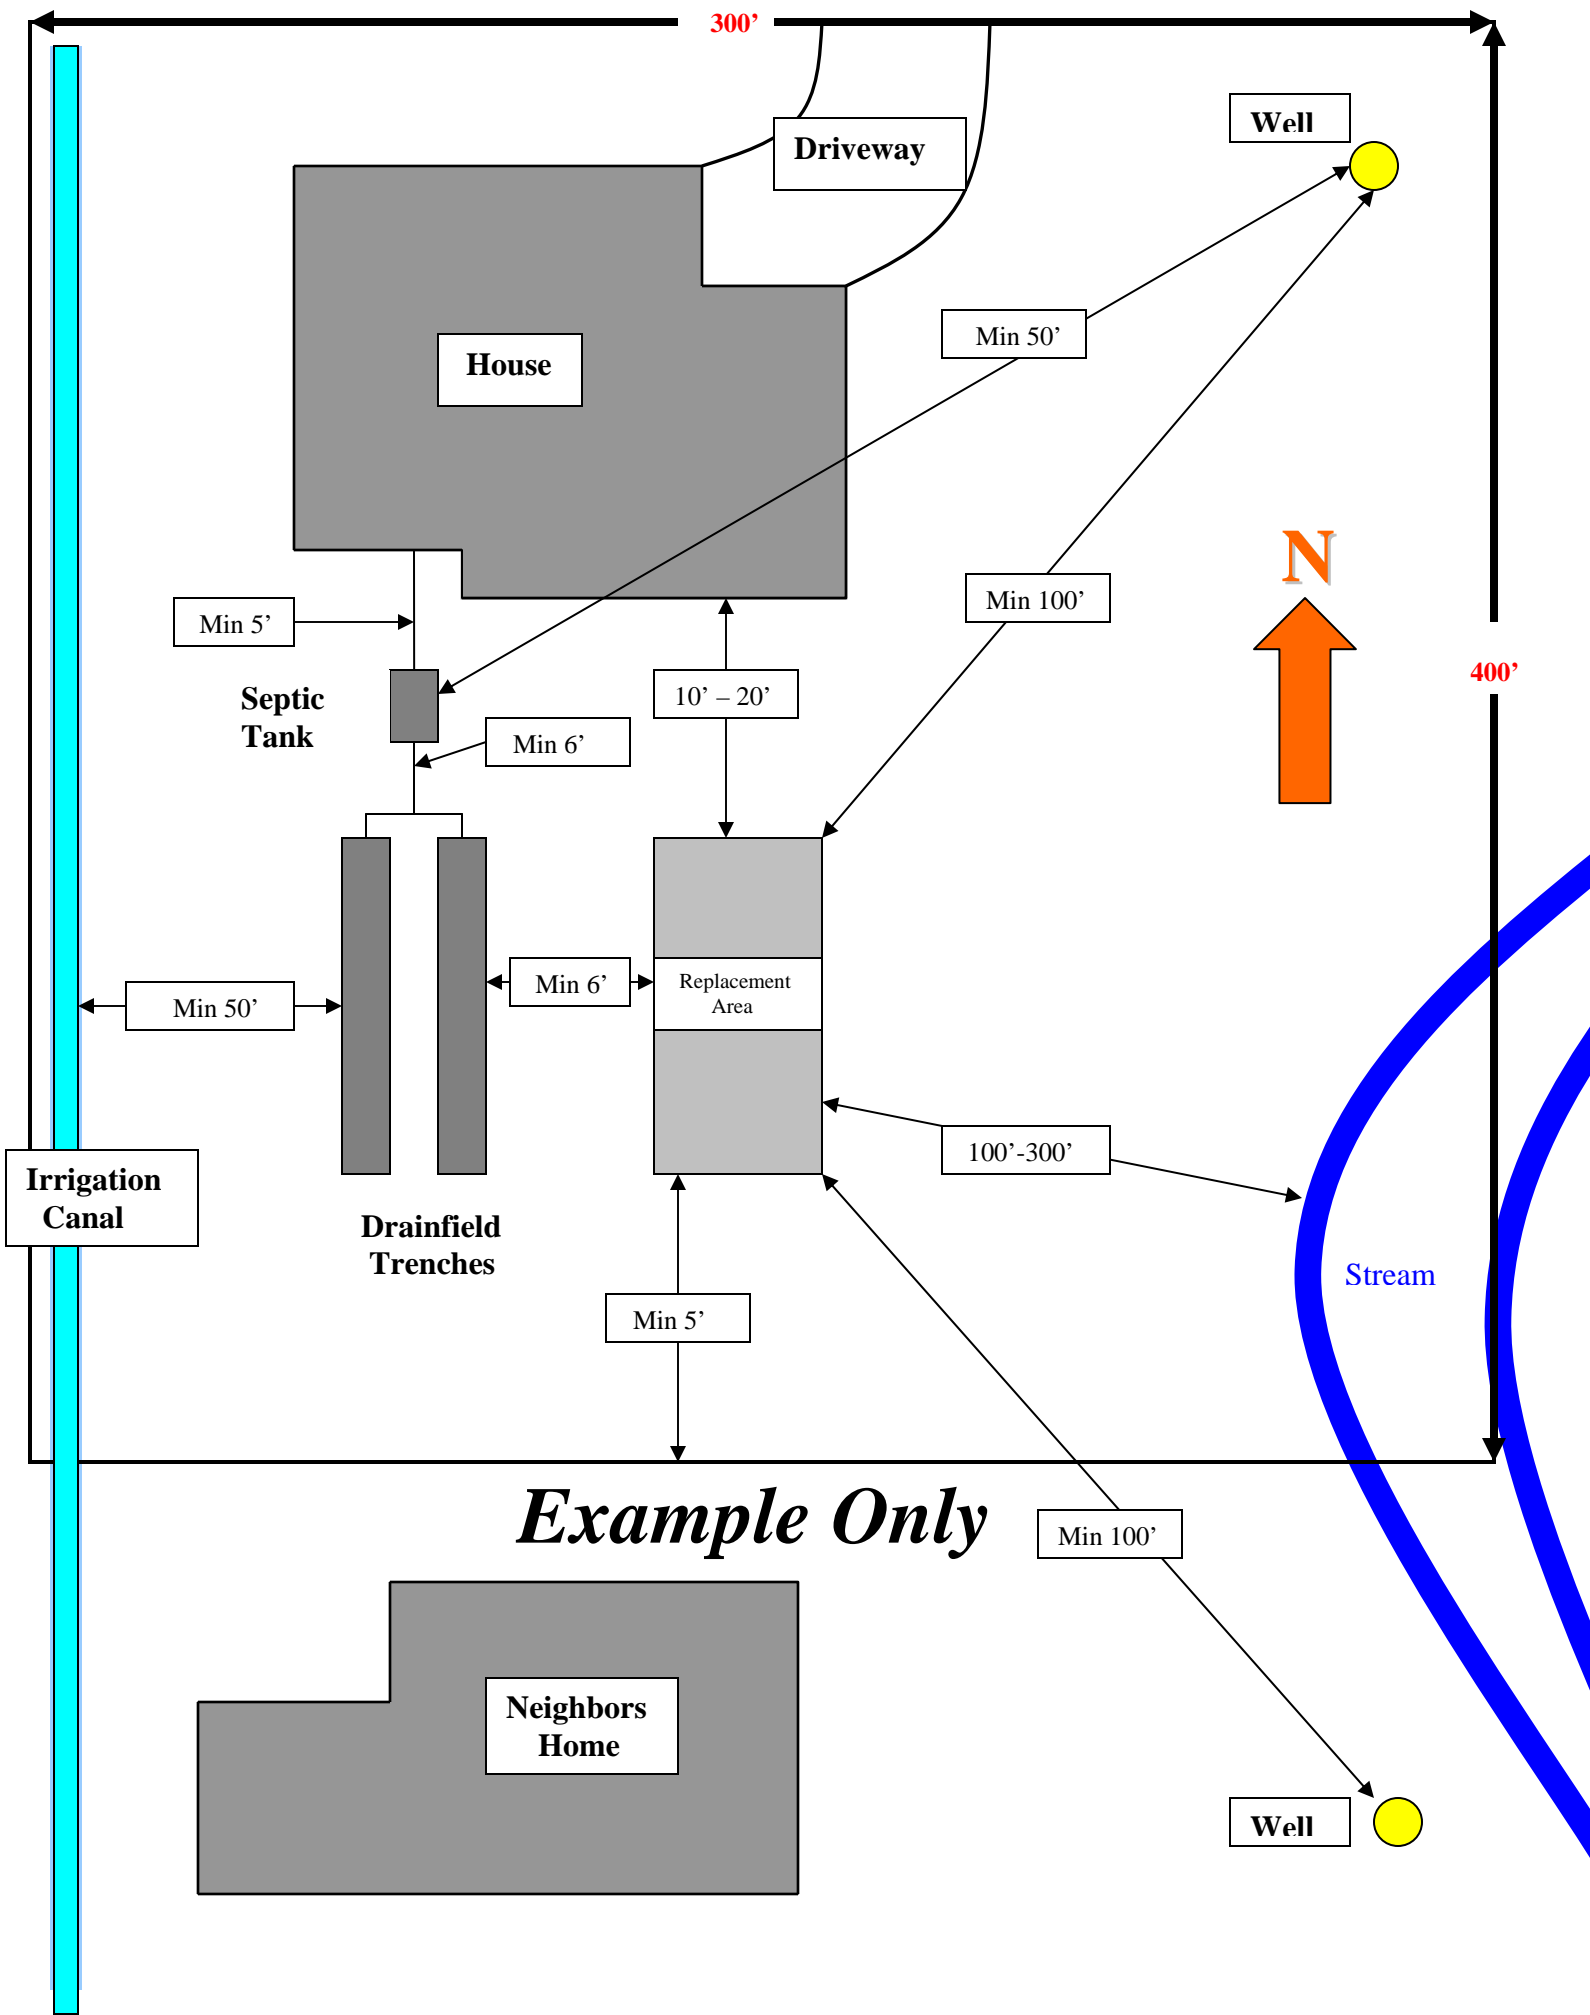 300’
Well
Driveway
Min 50’
House
N
Min 100’
Min 5’
400’
Septic
Tank
10’ – 20’
Min 6’
Min 6’
Replacement
Area
Min 50’
100’-300’
Irrigation
Canal
Drainfield
Trenches
Stream
Min 5’
Example Only
Min 100’
Neighbors
Home
Well